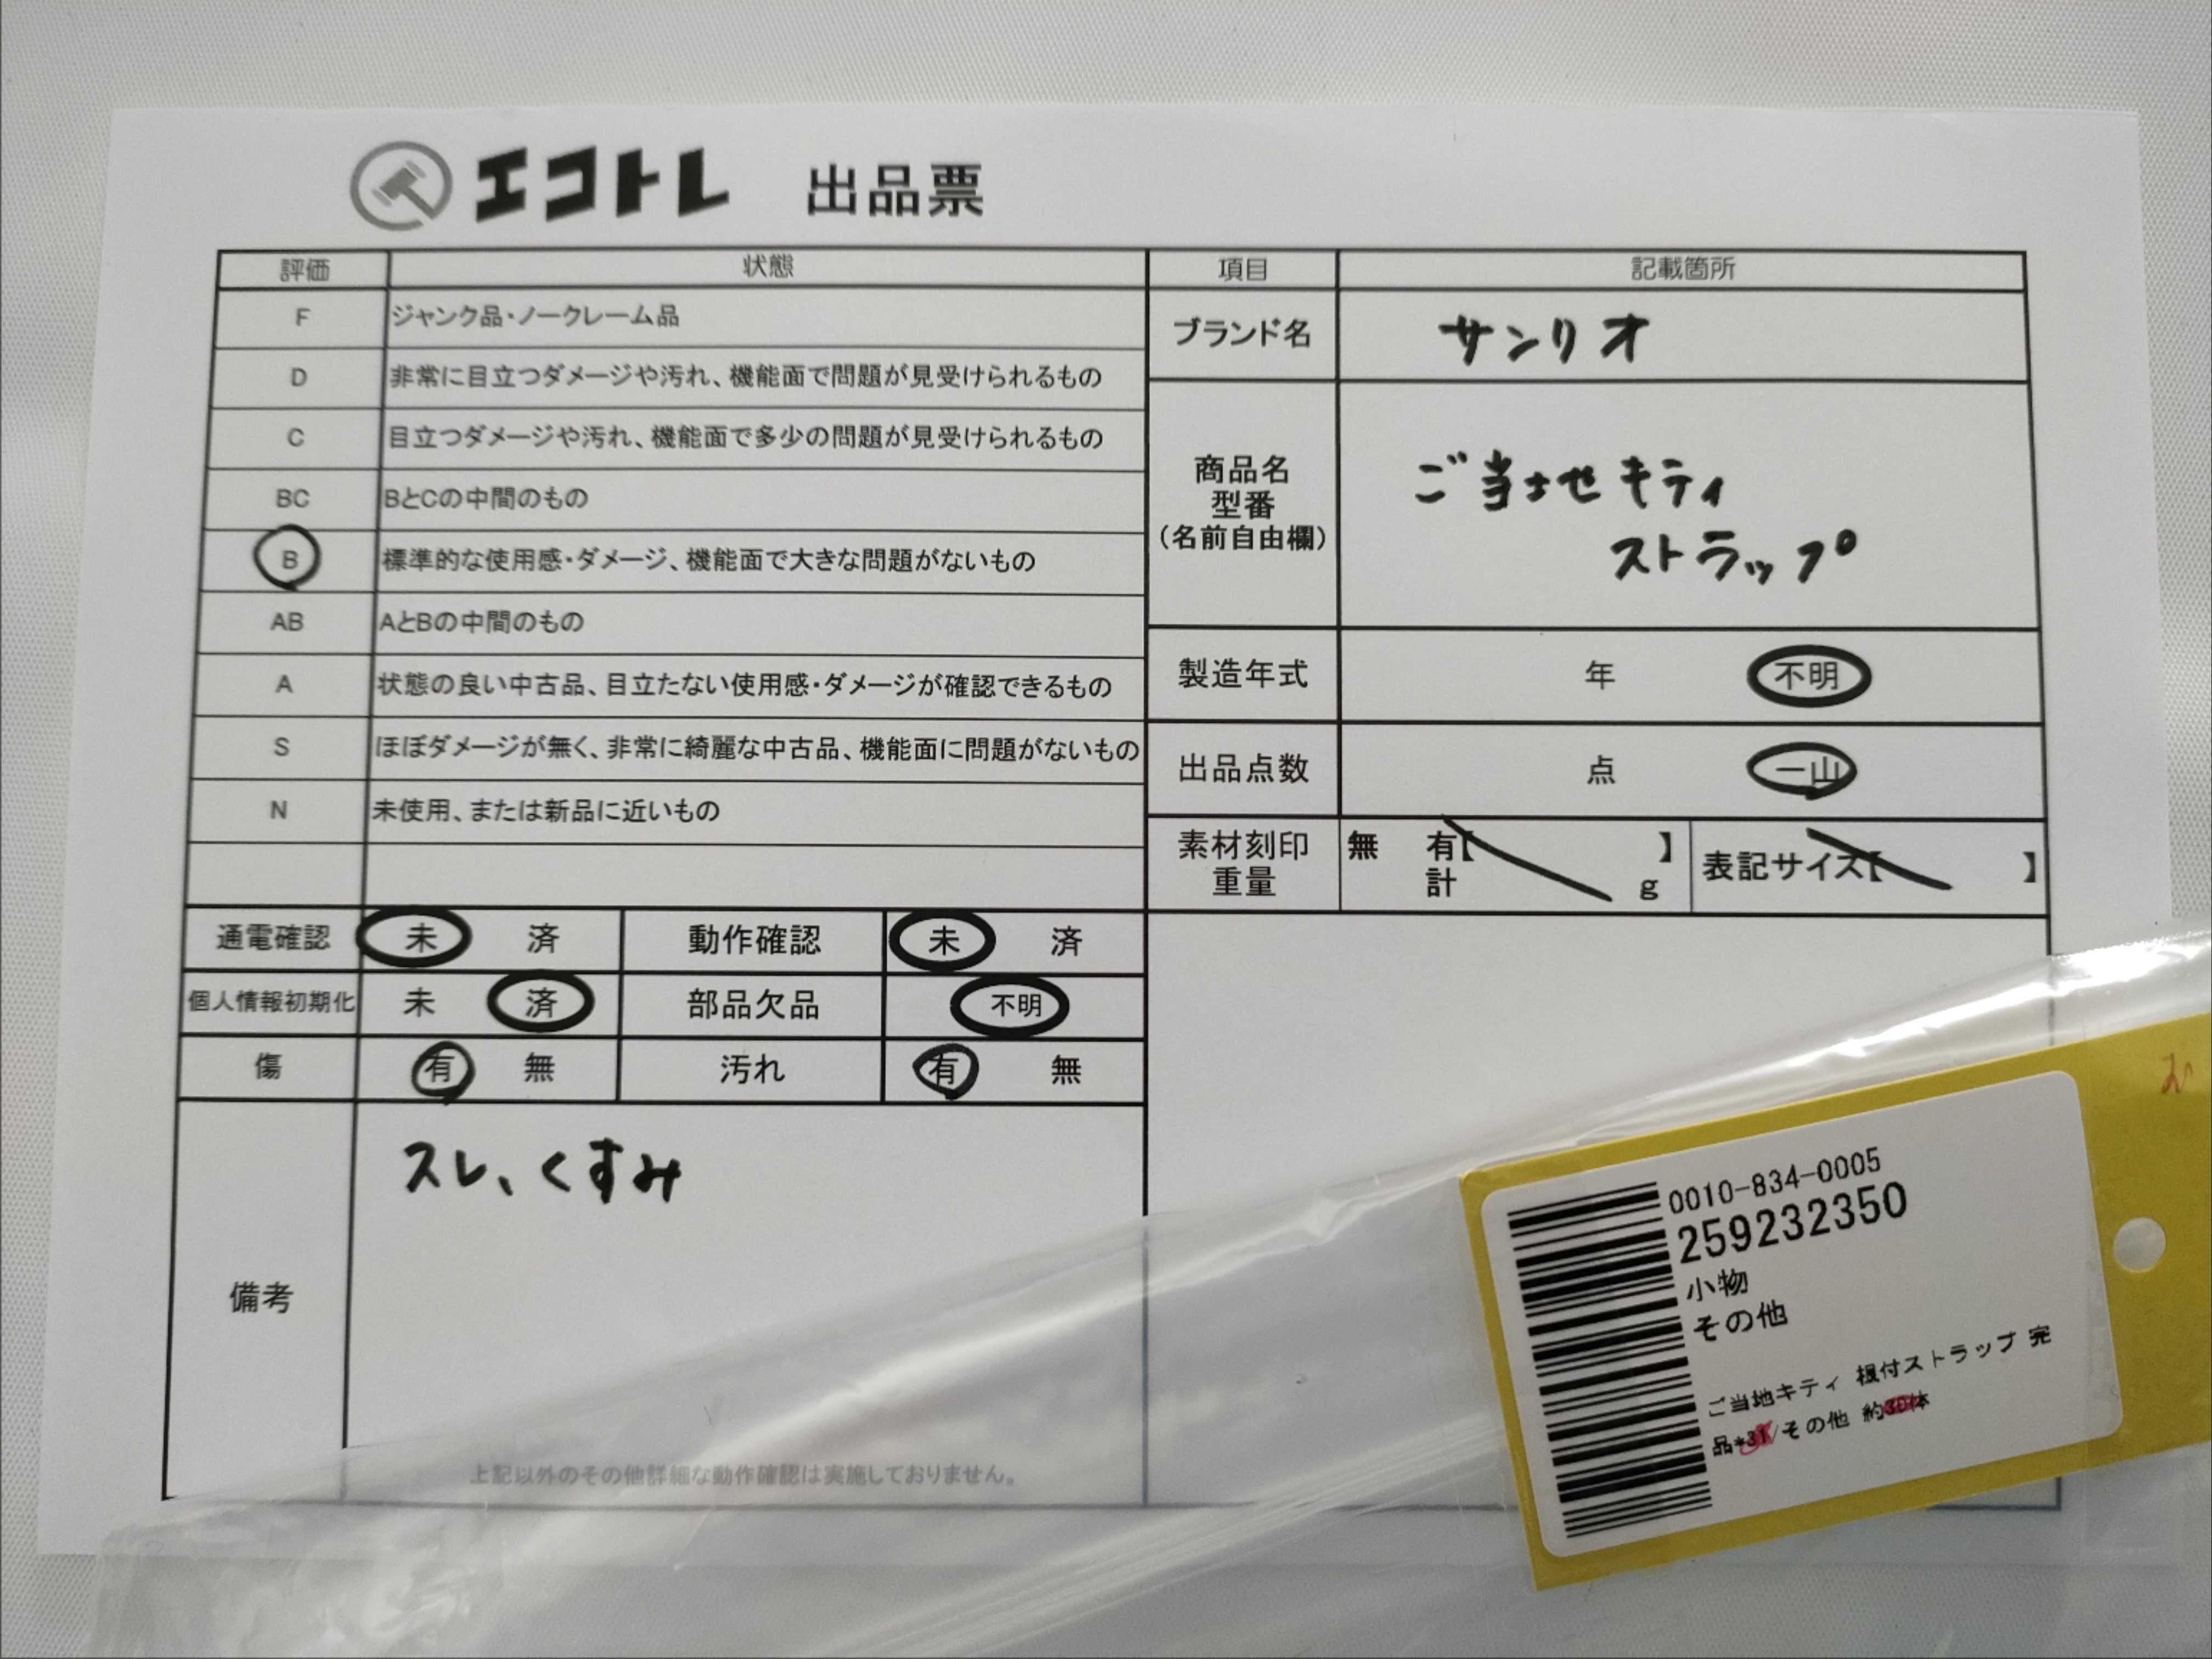 エコトレ 出品票
評価 状態
F ジャンク品・ノークレーム品
D 非常に目立つダメージや汚れ、機能面で問題が見受けられるもの
C 目立つダメージや汚れ、機能面で多少の問題が見受けられるもの
BC BとCの中間のもの
B 標準的な使用感・ダメージ、機能面で大きな問題がないもの
AB AとBの中間のもの
A 状態の良い中古品、目立たない使用感・ダメージが確認できるもの
S ほぼダメージが無く、非常に綺麗な中古品、機能面に問題がないもの
N 未使用、または新品に近いもの
項目 記載箇所
ブランド名 サンリオ
商品名
型番
(名前自由欄)
ご当地キティ
ストラップ
製造年式 年 不明
出品点数 点 一山
素材刻印 無 有【 】
重量 計 g
表記サイズ【 】
通電確認 未 済 動作確認 未 済
個人情報初期化 未 済 部品欠品 不明
傷 有 無 汚れ 有 無
備考
スレ、くすみ
上記以外のその他詳細な動作確認は実施しておりません。
0010-834-0005
259232350
小物
その他
ご当地キティ 根付ストラップ 完
品*31/その他 約